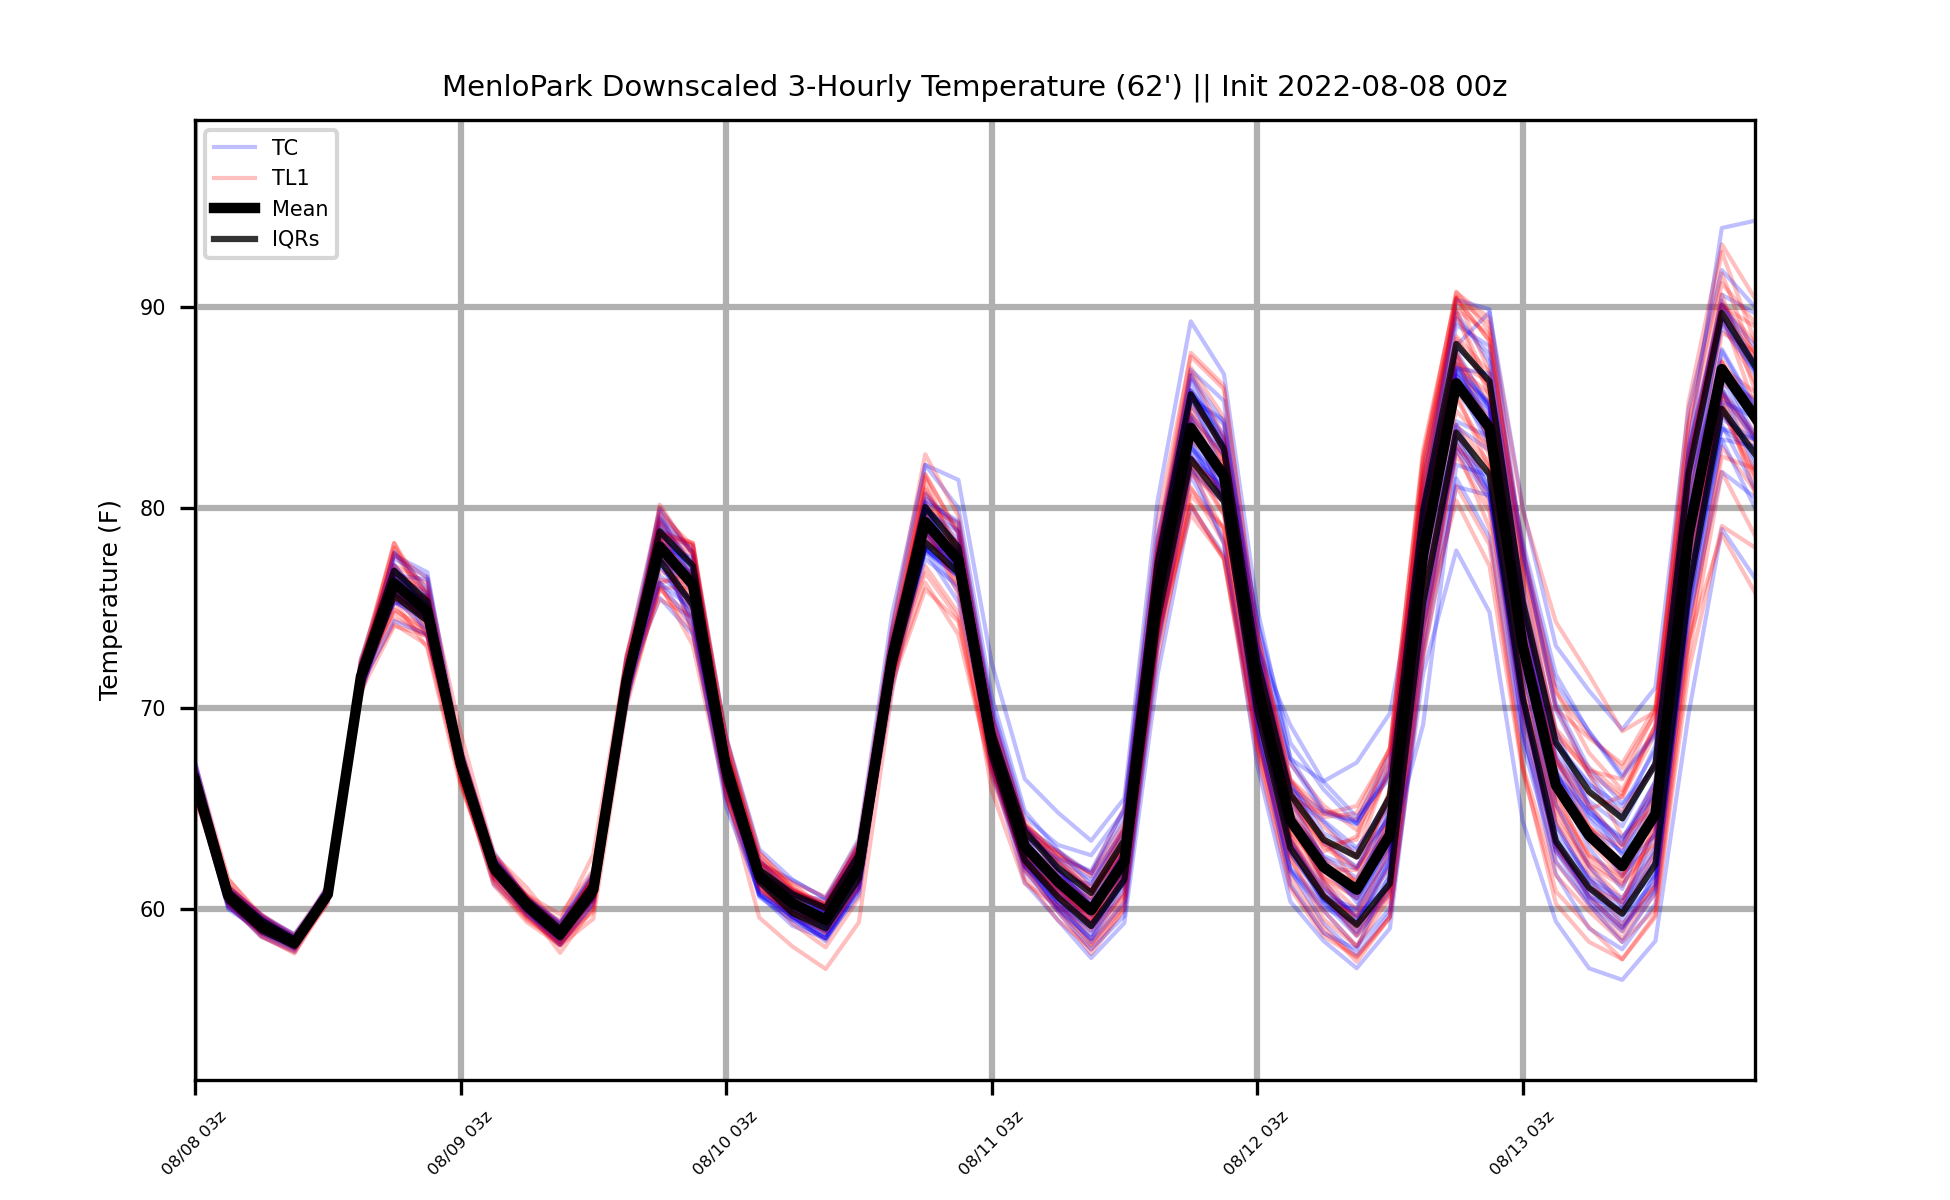 MenloPark Downscaled 3-Hourly Temperature (62') || Init 2022-08-08 00z
TC
TL1
Mean
IQRs
Temperature (F)
90
80
70
60
08/08 03z
08/09 03z
08/10 03z
08/11 03z
08/12 03z
08/13 03z